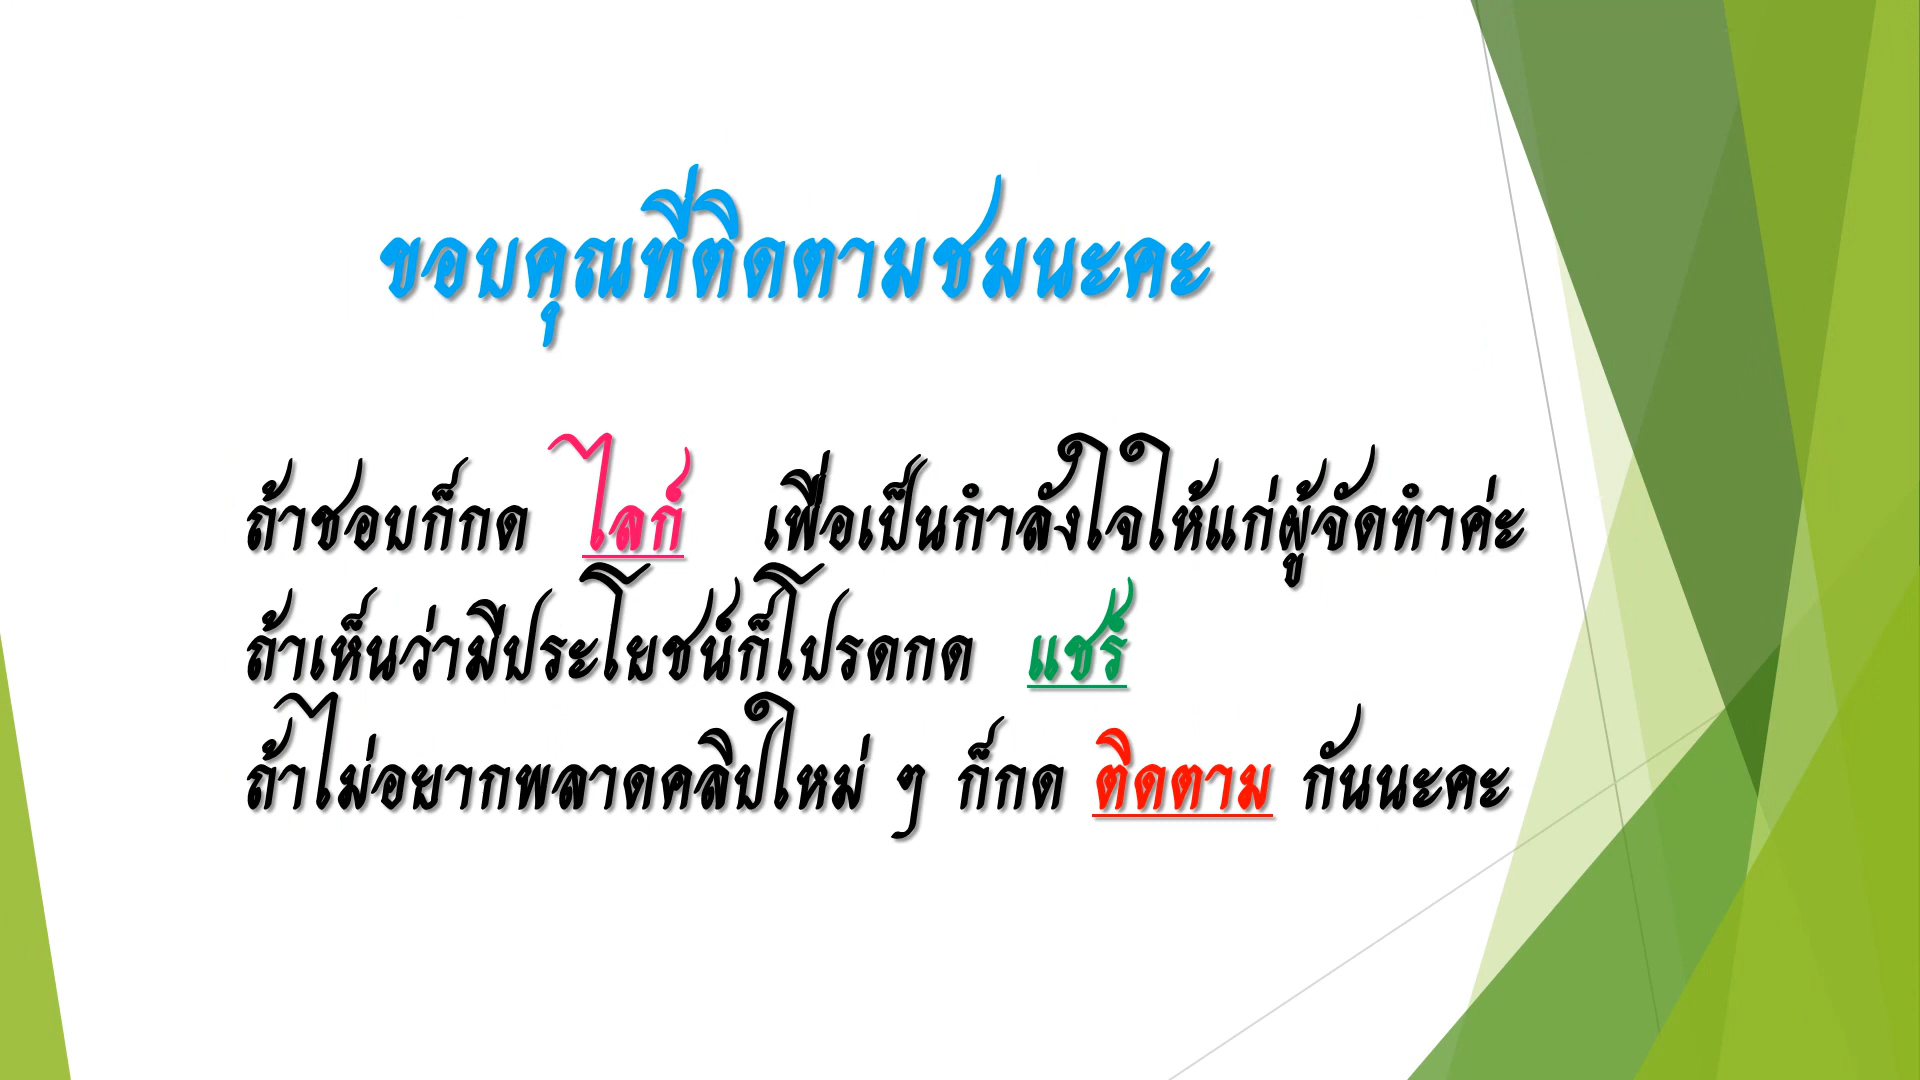 ขอบคุณที่ติดตามชมนะคะ
ถ้าชอบก็กด ไลก์ เพื่อเป็นกำลังใจให้แก่ผู้จัดทำค่ะ
ถ้าเห็นว่ามีประโยชน์ก็โปรดกด แชร์
ถ้าไม่อยากพลาดคลิปใหม่ ๆ ก็กด ติดตาม กันนะคะ